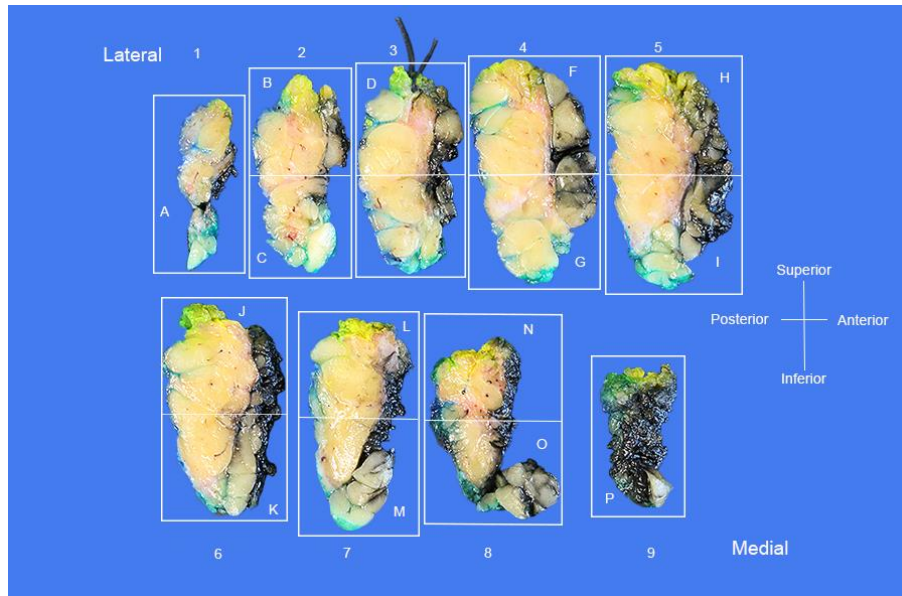 Lateral 1 2 3 4 5
B D F H
A C G I
Superior
Posterior Anterior
Inferior
J L N
K M O P
6 7 8 9 Medial